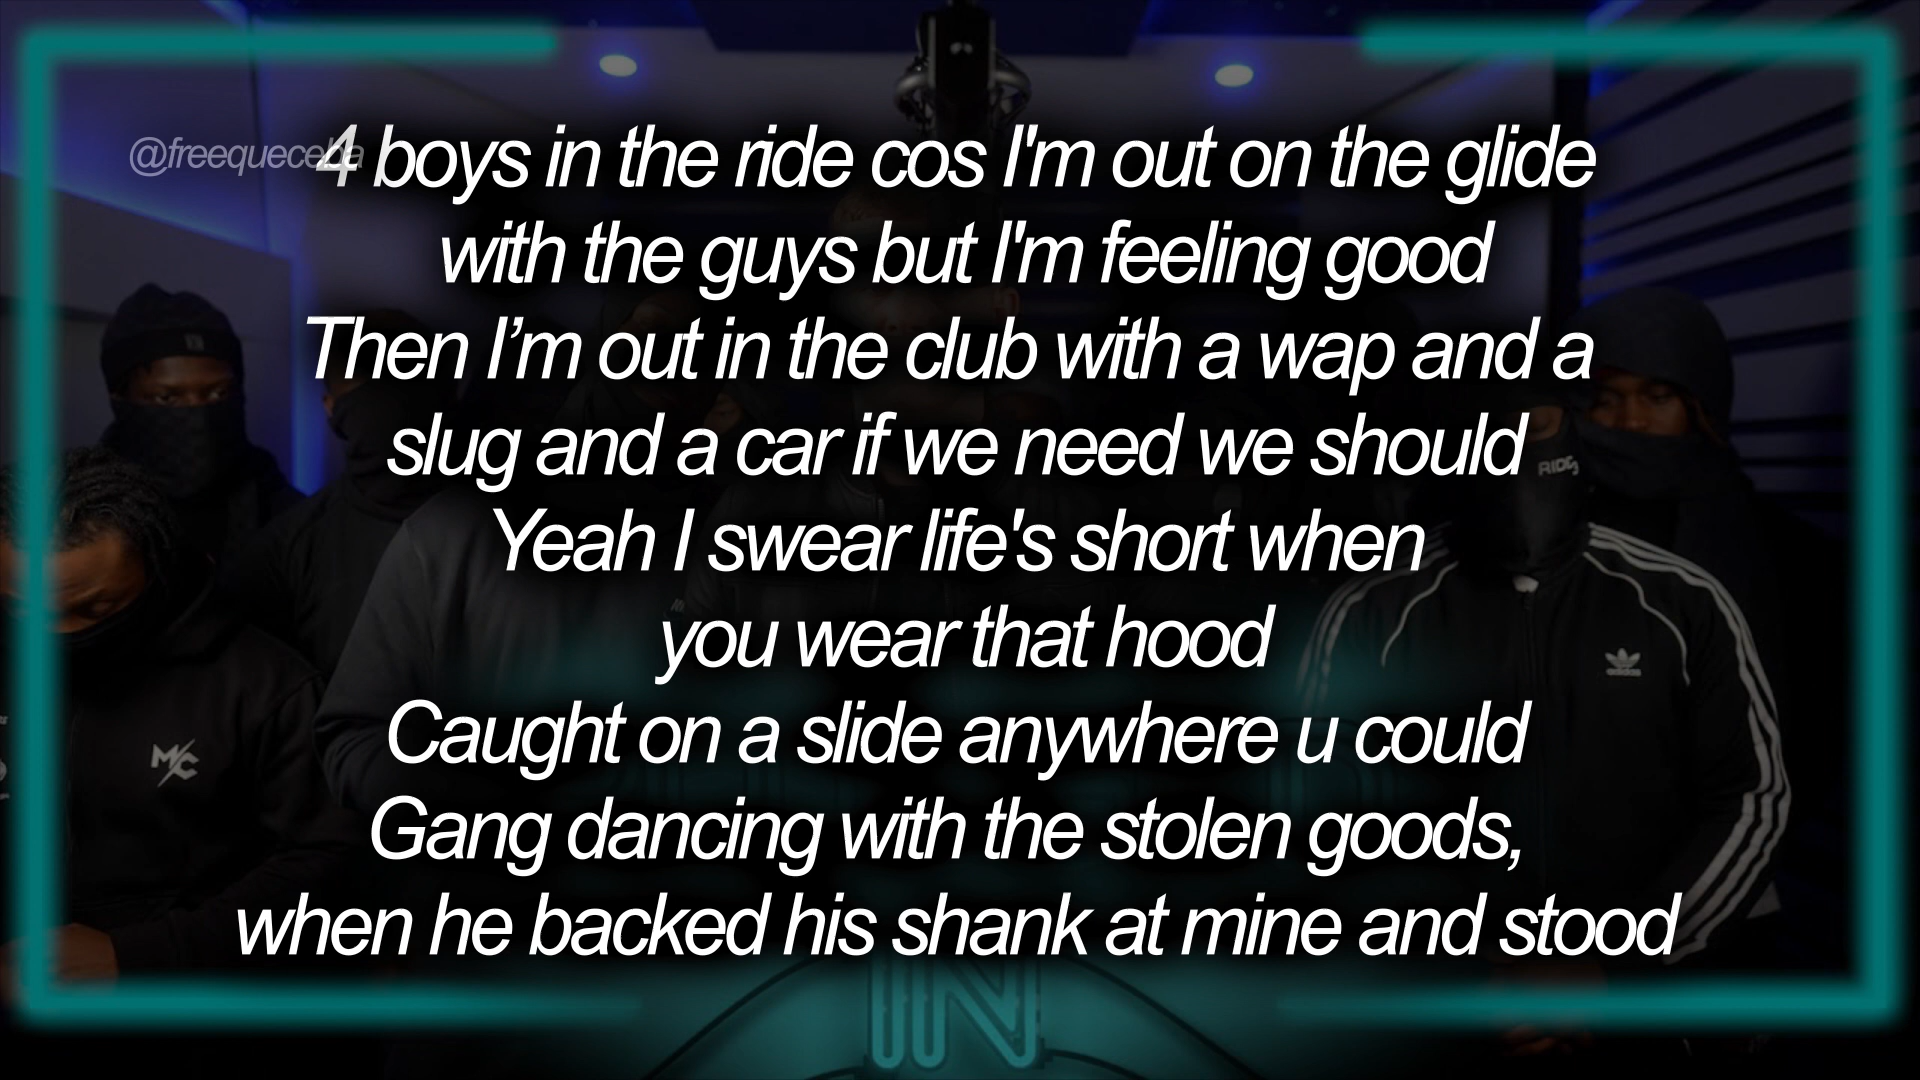 @freequeceBa
4 boys in the ride cos I'm out on the glide
with the guys but I'm feeling good
Then I’m out in the club with a wap and a
slug and a car if we need we should
Yeah I swear life's short when
you wear that hood
Caught on a slide anywhere u could
Gang dancing with the stolen goods,
when he backed his shank at mine and stood
M/C
adidas
IN